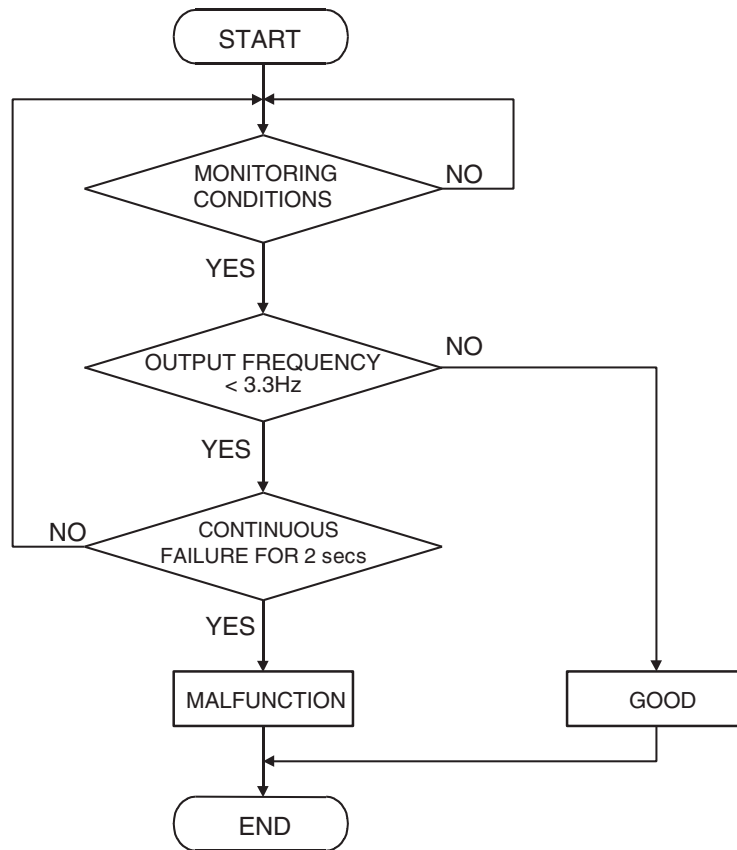 START
MONITORING
CONDITIONS
NO
YES
OUTPUT FREQUENCY
< 3.3Hz
NO
YES
CONTINUOUS
FAILURE FOR 2 secs
NO
YES
MALFUNCTION
GOOD
END